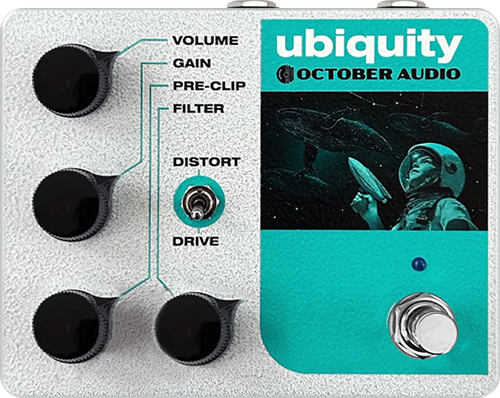 VOLUME
GAIN
PRE-CLIP
FILTER
DISTORT
DRIVE
ubiquity
OCTOBER AUDIO